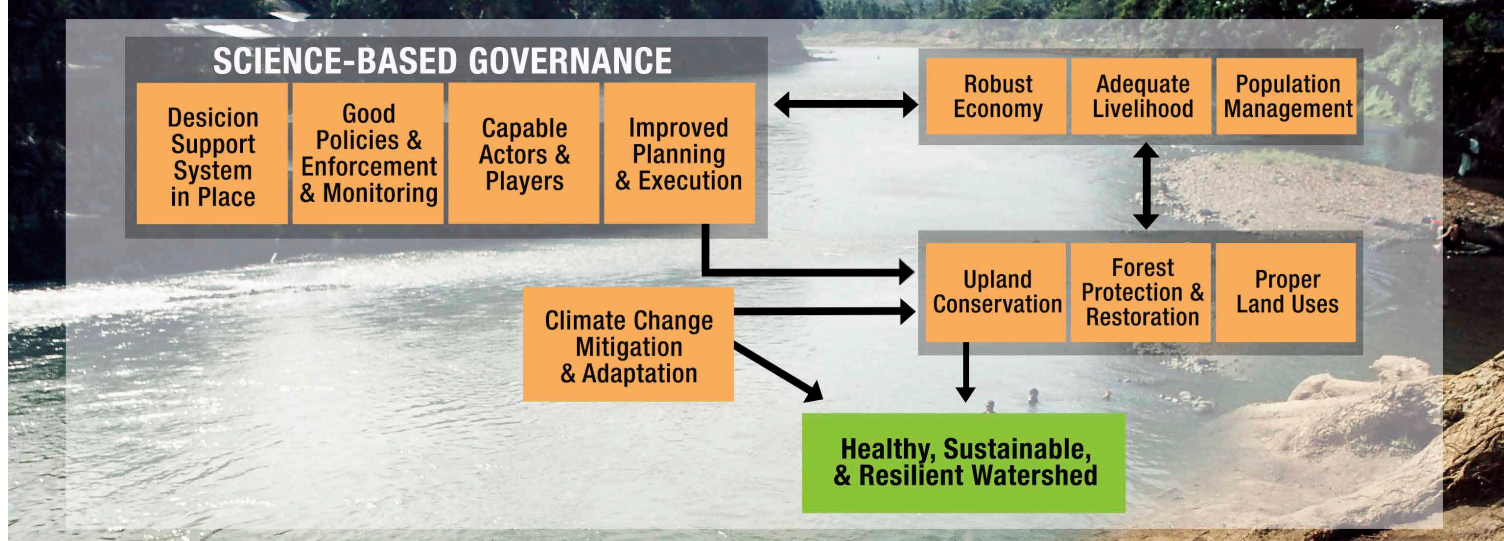 SCIENCE-BASED GOVERNANCE
Desicion
Support
System
in Place
Good
Policies &
Enforcement
& Monitoring
Capable
Actors &
Players
Improved
Planning
& Execution
Robust
Economy
Adequate
Livelihood
Population
Management
Upland
Conservation
Forest
Protection &
Restoration
Proper
Land Uses
Climate Change
Mitigation
& Adaptation
Healthy, Sustainable,
& Resilient Watershed